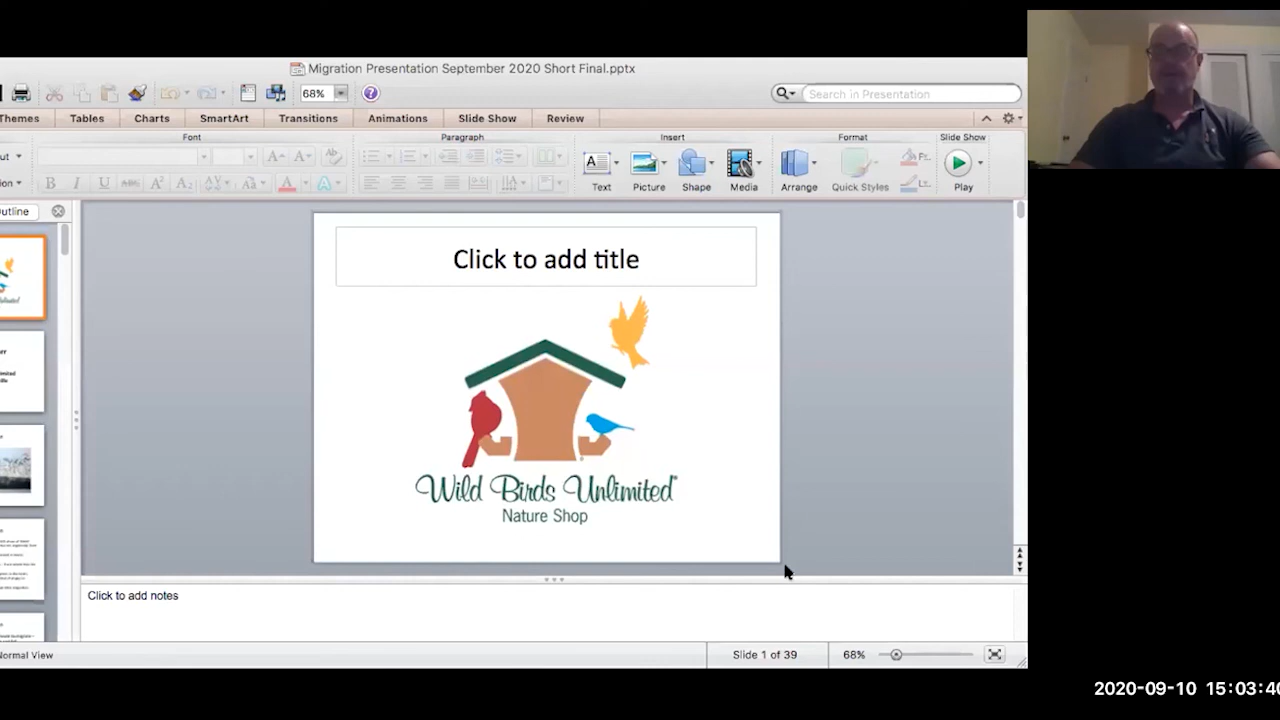 Migration Presentation September 2020 Short Final.pptx
68%
Search in Presentation
Themes Tables Charts SmartArt Transitions Animations Slide Show Review
Font Paragraph Insert Format Slide Show
Text Picture Shape Media Arrange Quick Styles Play
Outline
Click to add title
Wild Birds Unlimited®
Nature Shop
Click to add notes
Normal View Slide 1 of 39 68%
2020-09-10 15:03:40